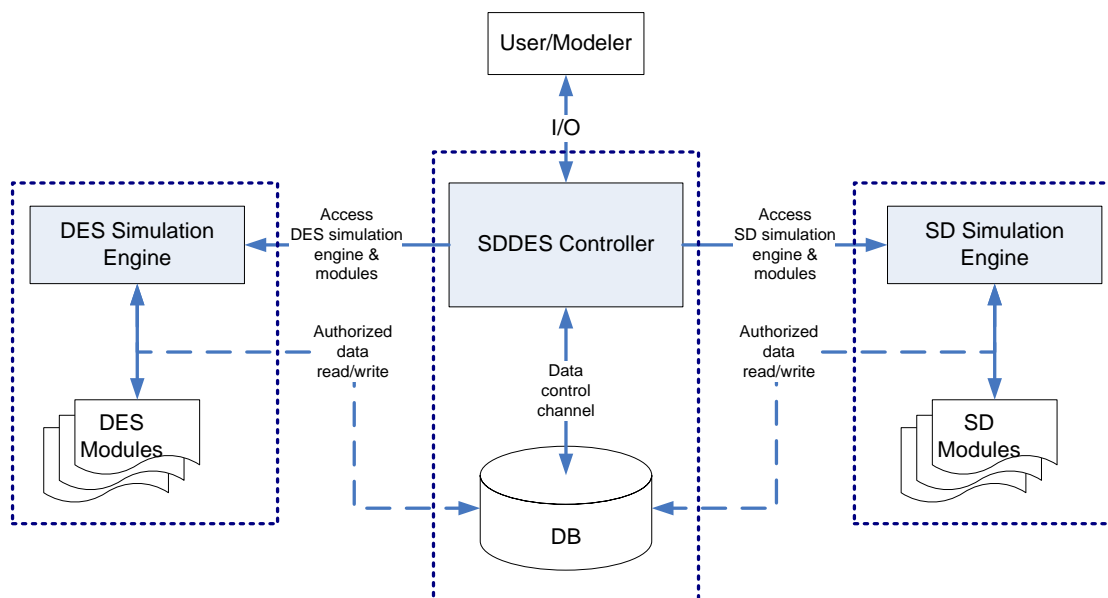 User/Modeler
I/O
DES Simulation
Engine
Access
DES simulation
engine &
modules
SDDES Controller
Access
SD simulation
engine &
modules
SD Simulation
Engine
Authorized
data
read/write
Data
control
channel
Authorized
data
read/write
DES
Modules
DB
SD
Modules